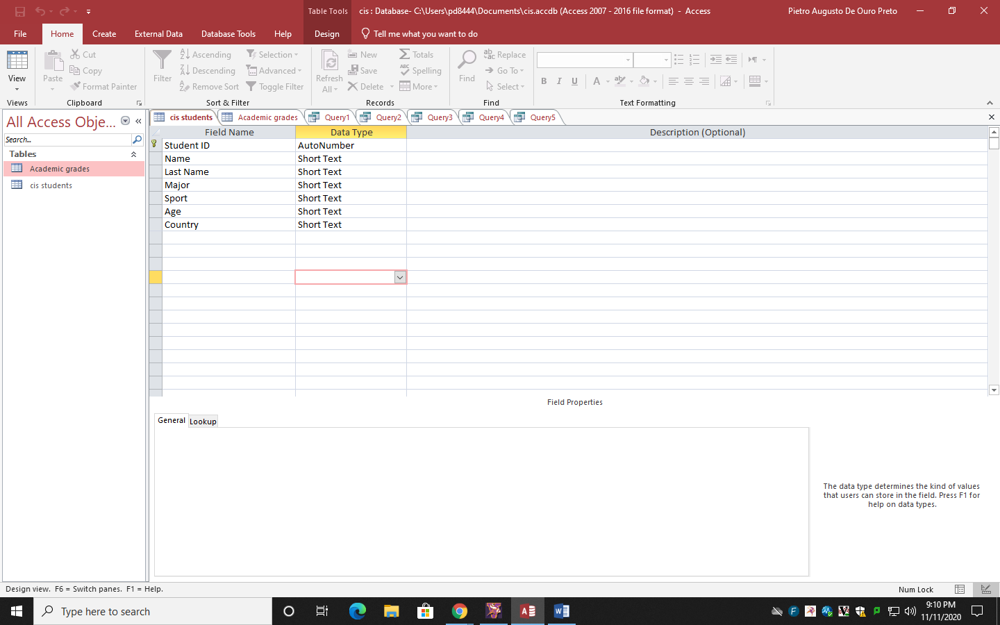 Table Tools
cis : Database- C:\Users\pd8444\Documents\cis.accdb (Access 2007 - 2016 file format) - Access
Pietro Augusto De Ouro Preto
File
Home
Create
External Data
Database Tools
Help
Design
Tell me what you want to do
View
Views
Paste
Cut
Copy
Format Painter
Clipboard
Filter
Ascending
Descending
Remove Sort
Selection
Advanced
Toggle Filter
Sort & Filter
Refresh
All
New
Save
Delete
Totals
Spelling
More
Records
Find
Replace
Go To
Select
Find
B I U A
Text Formatting
All Access Obje...
Search...
Tables
Academic grades
cis students
cis students
Academic grades
Query1
Query2
Query3
Query4
Query5
Field Name Data Type Description (Optional)
Student ID AutoNumber
Name Short Text
Last Name Short Text
Major Short Text
Sport Short Text
Age Short Text
Country Short Text
Field Properties
General
Lookup
The data type determines the kind of values
that users can store in the field. Press F1 for
help on data types.
Design view. F6 = Switch panes. F1 = Help.
Num Lock
Type here to search
9:10 PM
11/11/2020